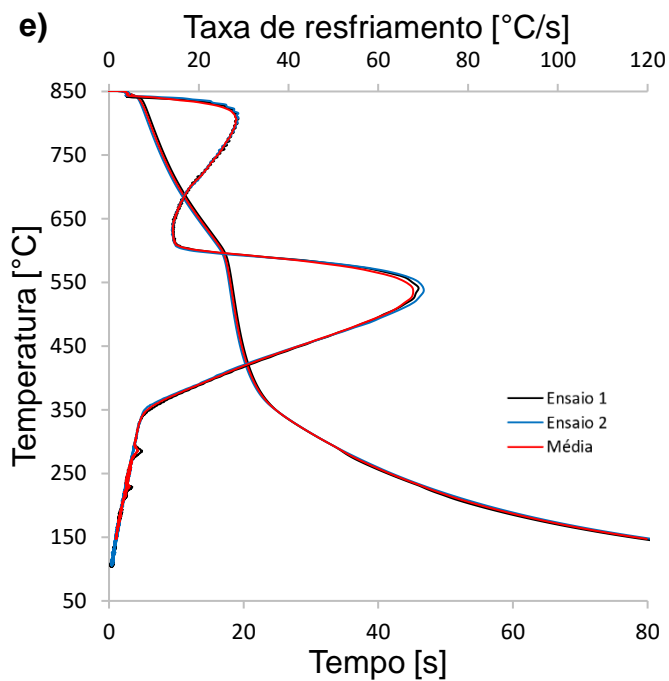 e)
Taxa de resfriamento [°C/s]
0 20 40 60 80 100 120
850
750
650
550
450
350
250
150
50
Temperatura [°C]
Ensaio 1
Ensaio 2
Média
0 20 40 60 80
Tempo [s]